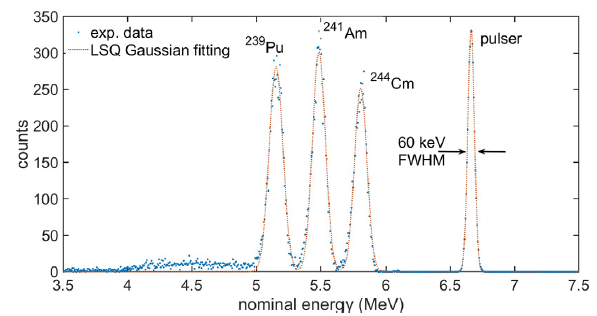 350
300
250
200
150
100
50
0
counts
exp. data
LSQ Gaussian fitting
²³⁹Pu
²⁴¹Am
²⁴⁴Cm
pulser
60 keV
FWHM
3.5 4 4.5 5 5.5 6 6.5 7 7.5
nominal energy (MeV)